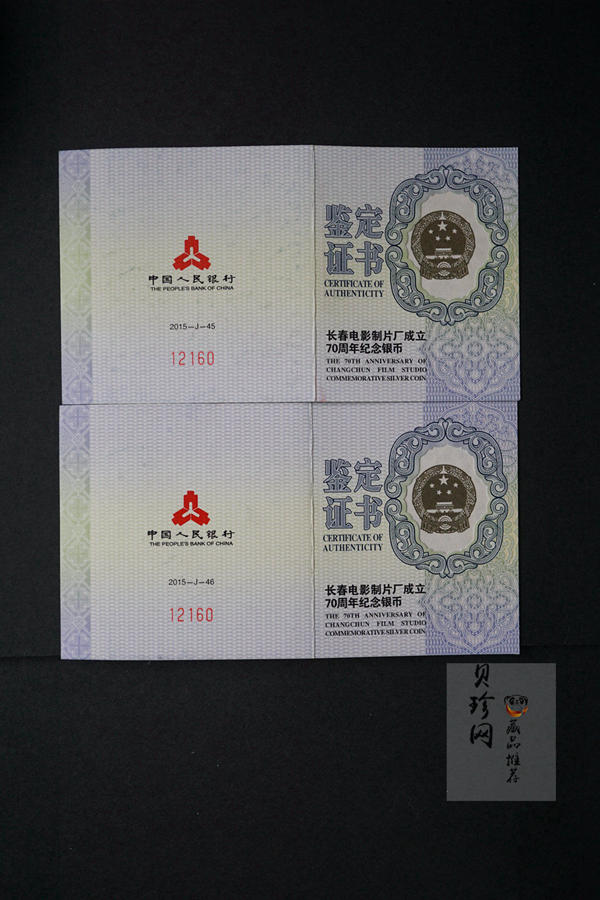 中国人民银行
THE PEOPLE'S BANK OF CHINA
2015—J—45
12160
鉴定
证书
CERTIFICATE OF
AUTHENTICITY
长春电影制片厂成立
70周年纪念银币
THE 70TH ANNIVERSARY OF
CHANGCHUN FILM STUDIO
COMMEMORATIVE SILVER COIN
中国人民银行
THE PEOPLE'S BANK OF CHINA
2015—J—46
12160
鉴定
证书
CERTIFICATE OF
AUTHENTICITY
长春电影制片厂成立
70周年纪念银币
THE 70TH ANNIVERSARY OF
CHANGCHUN FILM STUDIO
COMMEMORATIVE SILVER COIN
贝珍网
藏品推荐